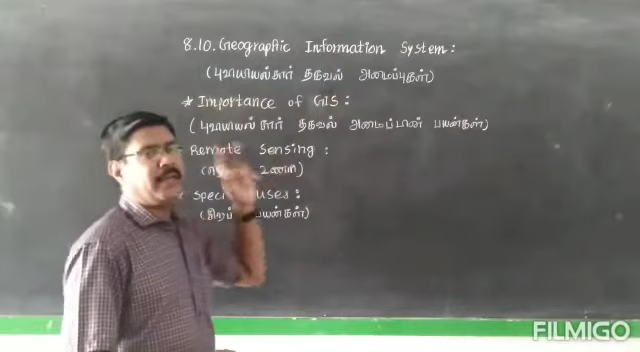 8.10. Geographic Information System :
(புவியியல்சார் தகவல் அமைப்புகள்)
* Importance of GIS :
(புவியியல் சார் தகவல் அமைப்பின் பயன்கள்)
Remote Sensing :
* uses :
பயன்கள்)
FILMIGO